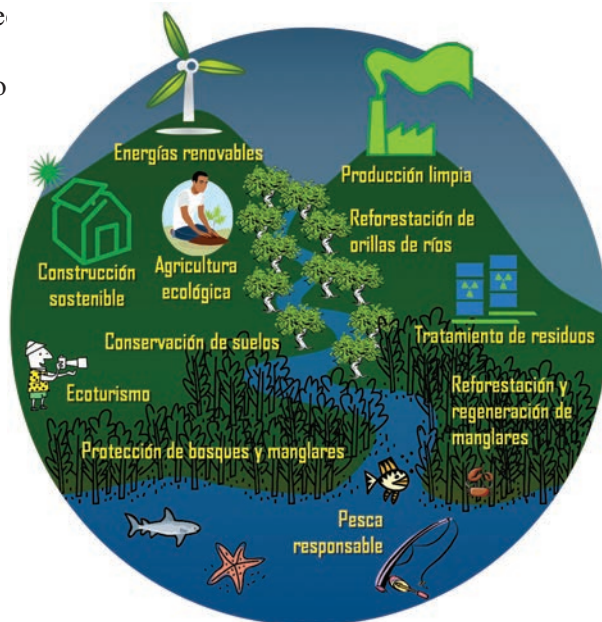 Energías renovables
Producción limpia
Reforestación de
orillas de ríos
Construcción
sostenible
Agricultura
ecológica
Conservación de suelos
Tratamiento de residuos
Ecoturismo
Reforestación y
regeneración de
manglares
Protección de bosques y manglares
Pesca
responsable